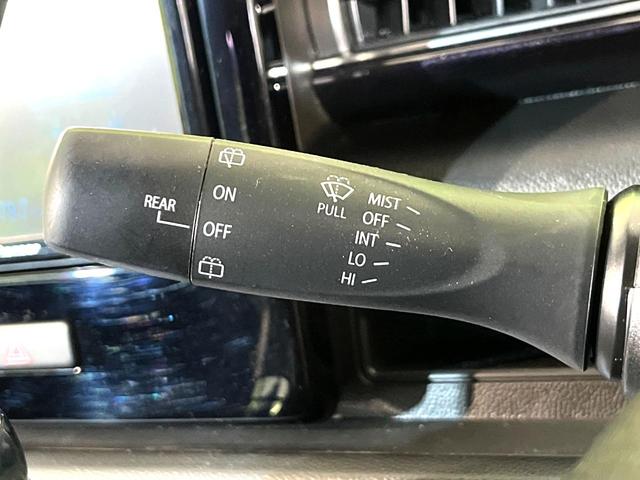 REAR
ON
OFF
PULL
MIST
OFF
INT
LO
HI